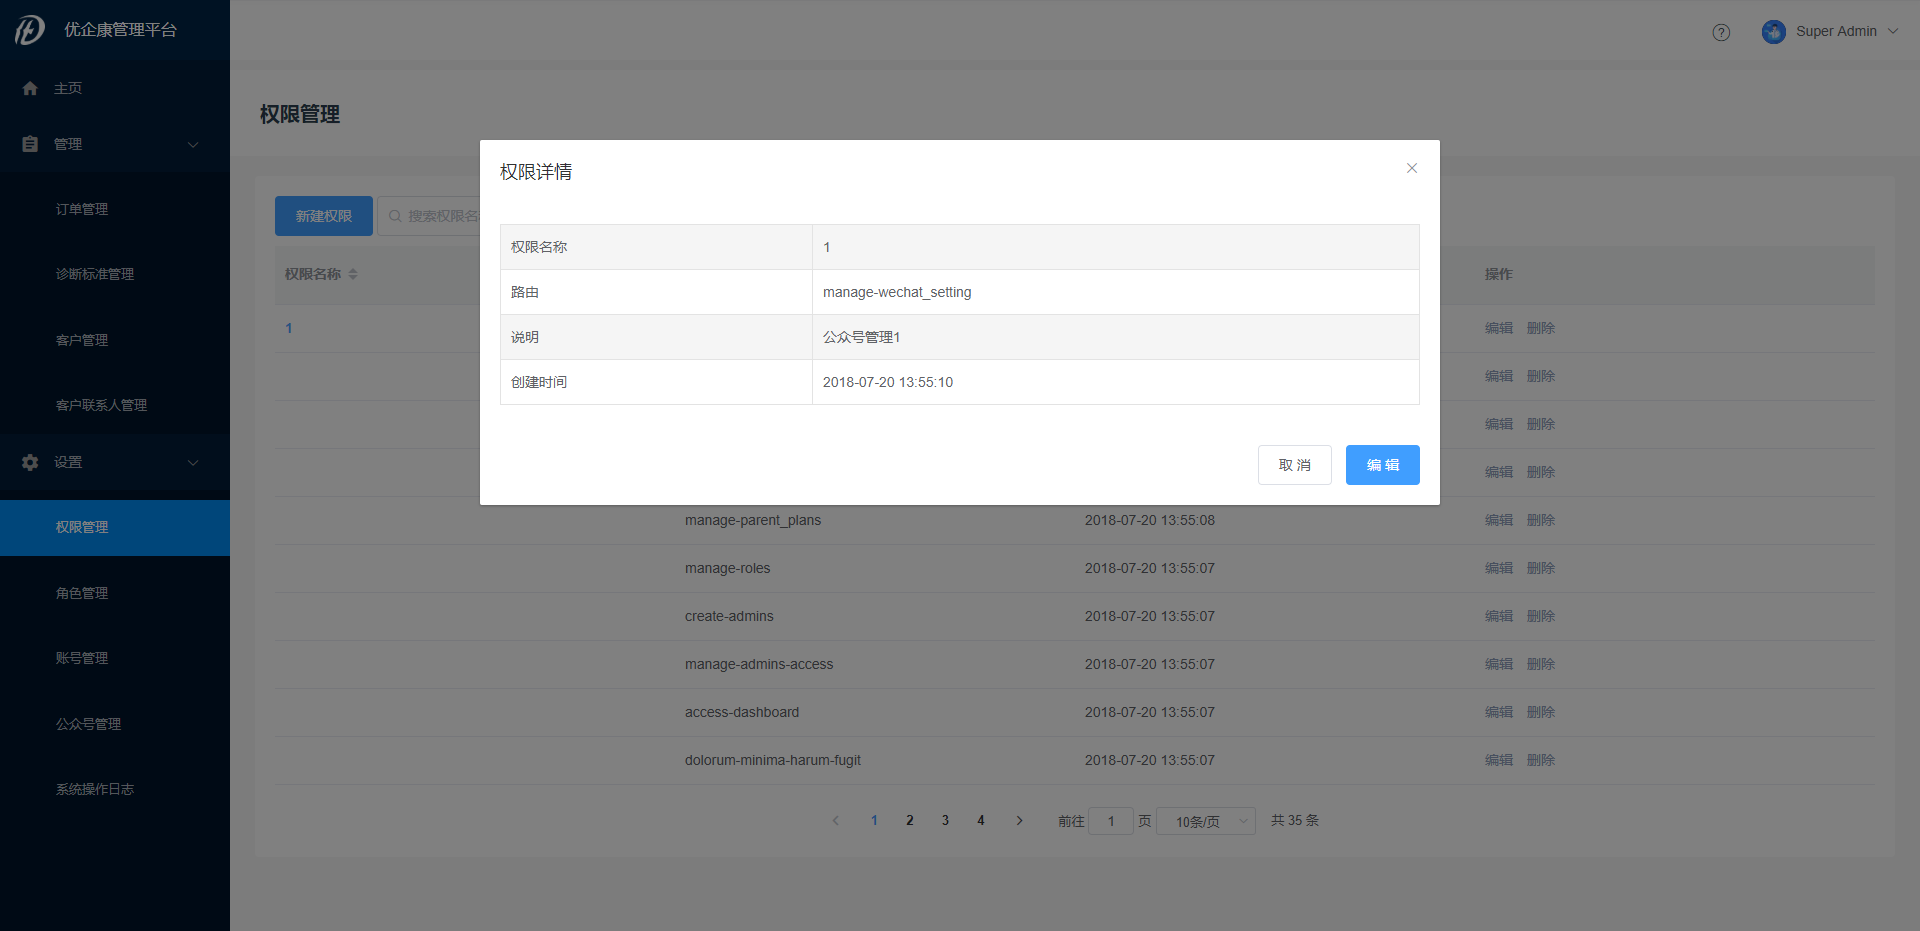 优企康管理平台
Super Admin
主页
管理
订单管理
诊断标准管理
客户管理
客户联系人管理
设置
权限管理
角色管理
账号管理
公众号管理
系统操作日志
权限管理
新建权限 搜索权限名
权限名称 操作
1 编辑 删除
编辑 删除
编辑 删除
编辑 删除
manage-parent_plans 2018-07-20 13:55:08 编辑 删除
manage-roles 2018-07-20 13:55:07 编辑 删除
create-admins 2018-07-20 13:55:07 编辑 删除
manage-admins-access 2018-07-20 13:55:07 编辑 删除
access-dashboard 2018-07-20 13:55:07 编辑 删除
dolorum-minima-harum-fugit 2018-07-20 13:55:07 编辑 删除
1 2 3 4 前往 1 页 10条/页 共 35 条
权限详情
权限名称 1
路由 manage-wechat_setting
说明 公众号管理1
创建时间 2018-07-20 13:55:10
取 消 编 辑